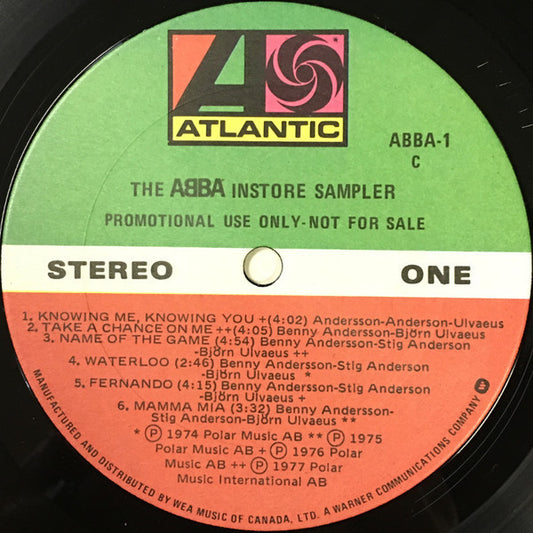 ATLANTIC
ABBA-1
C
THE ABBA INSTORE SAMPLER
PROMOTIONAL USE ONLY-NOT FOR SALE
STEREO
ONE
1. KNOWING ME, KNOWING YOU +(4:02) Andersson-Anderson-Ulvaeus
2. TAKE A CHANCE ON ME ++(4:05) Benny Andersson-Björn Ulvaeus
3. NAME OF THE GAME (4:54) Benny Andersson-Stig Anderson
-Björn Ulvaeus ++
4. WATERLOO (2:46) Benny Andersson-Stig Anderson
-Björn Ulvaeus *
5. FERNANDO (4:15) Benny Andersson-Stig Anderson
-Björn Ulvaeus +
6. MAMMA MIA (3:32) Benny Andersson-
Stig Anderson-Björn Ulvaeus **
* Ⓟ 1974 Polar Music AB ** Ⓟ 1975
Polar Music AB + Ⓟ 1976 Polar
Music AB ++ Ⓟ 1977 Polar
Music International AB
MANUFACTURED AND DISTRIBUTED BY WEA MUSIC OF CANADA, LTD. A WARNER COMMUNICATIONS COMPANY